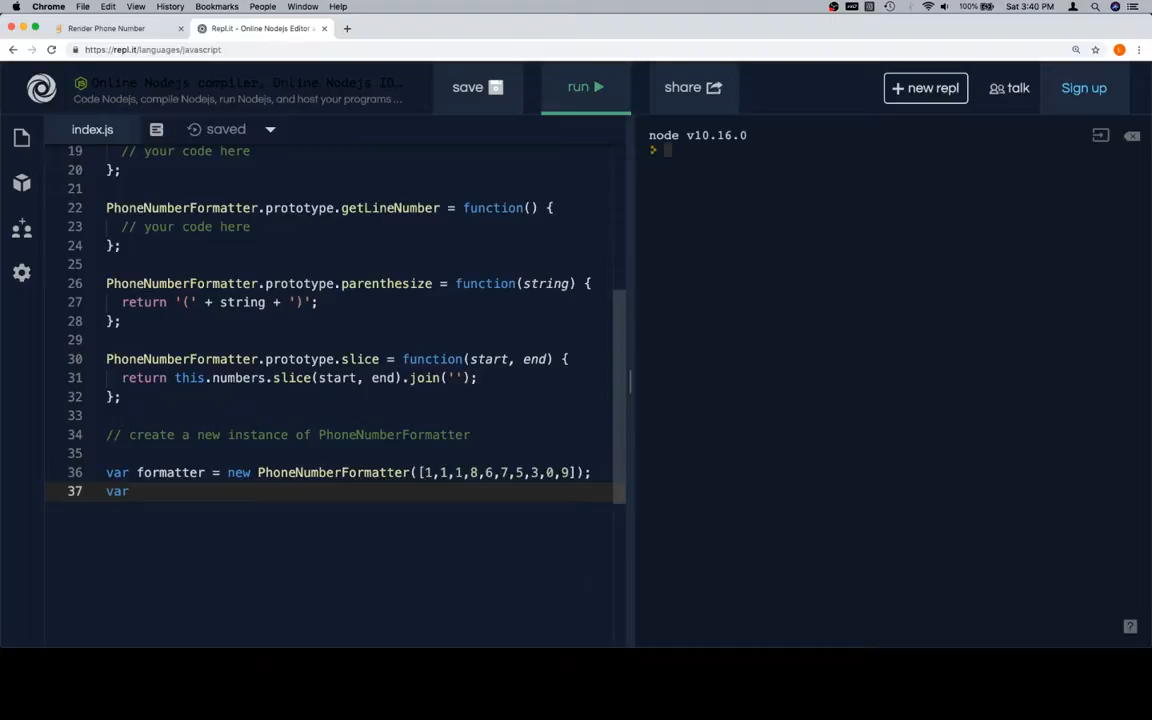 Chrome File Edit View History Bookmarks People Window Help 100% Sat 3:40 PM
Render Phone Number × Repl.it - Online Nodejs Editor a × +
https://repl.it/languages/javascript
Online Nodejs compiler, Online Nodejs ID...
Code Nodejs, compile Nodejs, run Nodejs, and host your programs ...
save run share + new repl talk Sign up
index.js saved
node v10.16.0
19 // your code here
20 };
21
22 PhoneNumberFormatter.prototype.getLineNumber = function() {
23 // your code here
24 };
25
26 PhoneNumberFormatter.prototype.parenthesize = function(string) {
27 return '(' + string + ')';
28 };
29
30 PhoneNumberFormatter.prototype.slice = function(start, end) {
31 return this.numbers.slice(start, end).join('');
32 };
33
34 // create a new instance of PhoneNumberFormatter
35
36 var formatter = new PhoneNumberFormatter([1,1,1,8,6,7,5,3,0,9]);
37 var
?